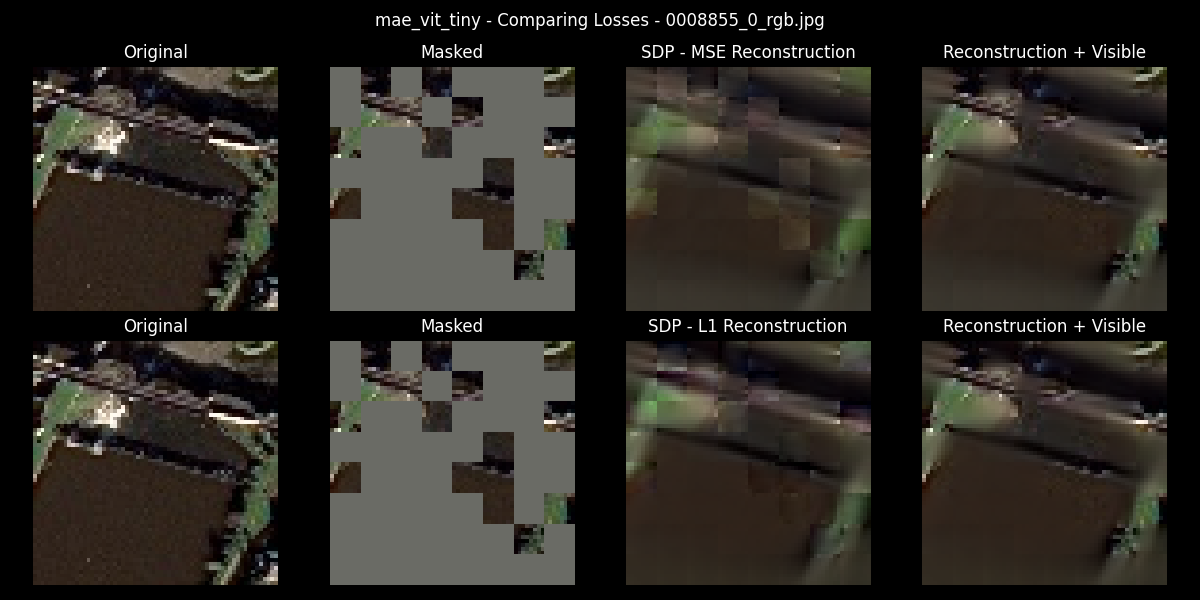 mae_vit_tiny - Comparing Losses - 0008855_0_rgb.jpg
Original
Masked
SDP - MSE Reconstruction
Reconstruction + Visible
Original
Masked
SDP - L1 Reconstruction
Reconstruction + Visible